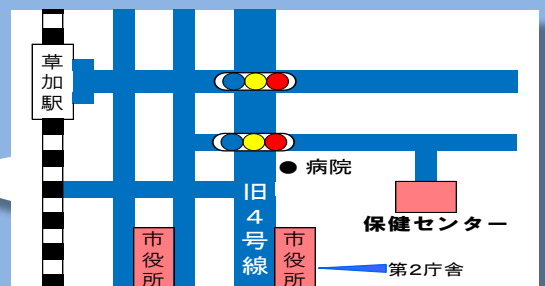 草加駅
病院
旧4号線
保健センター
市役所
市役所
第2庁舎